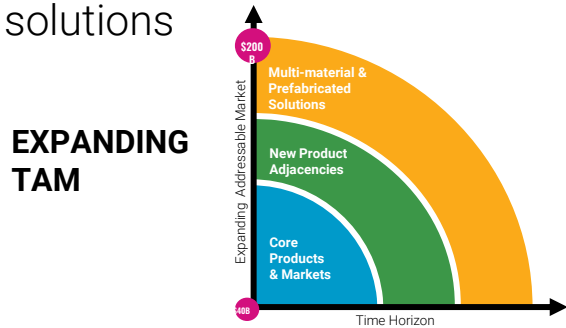 solutions
EXPANDING
TAM
$200
B
Multi-material &
Prefabricated
Solutions
New Product
Adjacencies
Core
Products
& Markets
Expanding Addressable Market
$40B
Time Horizon